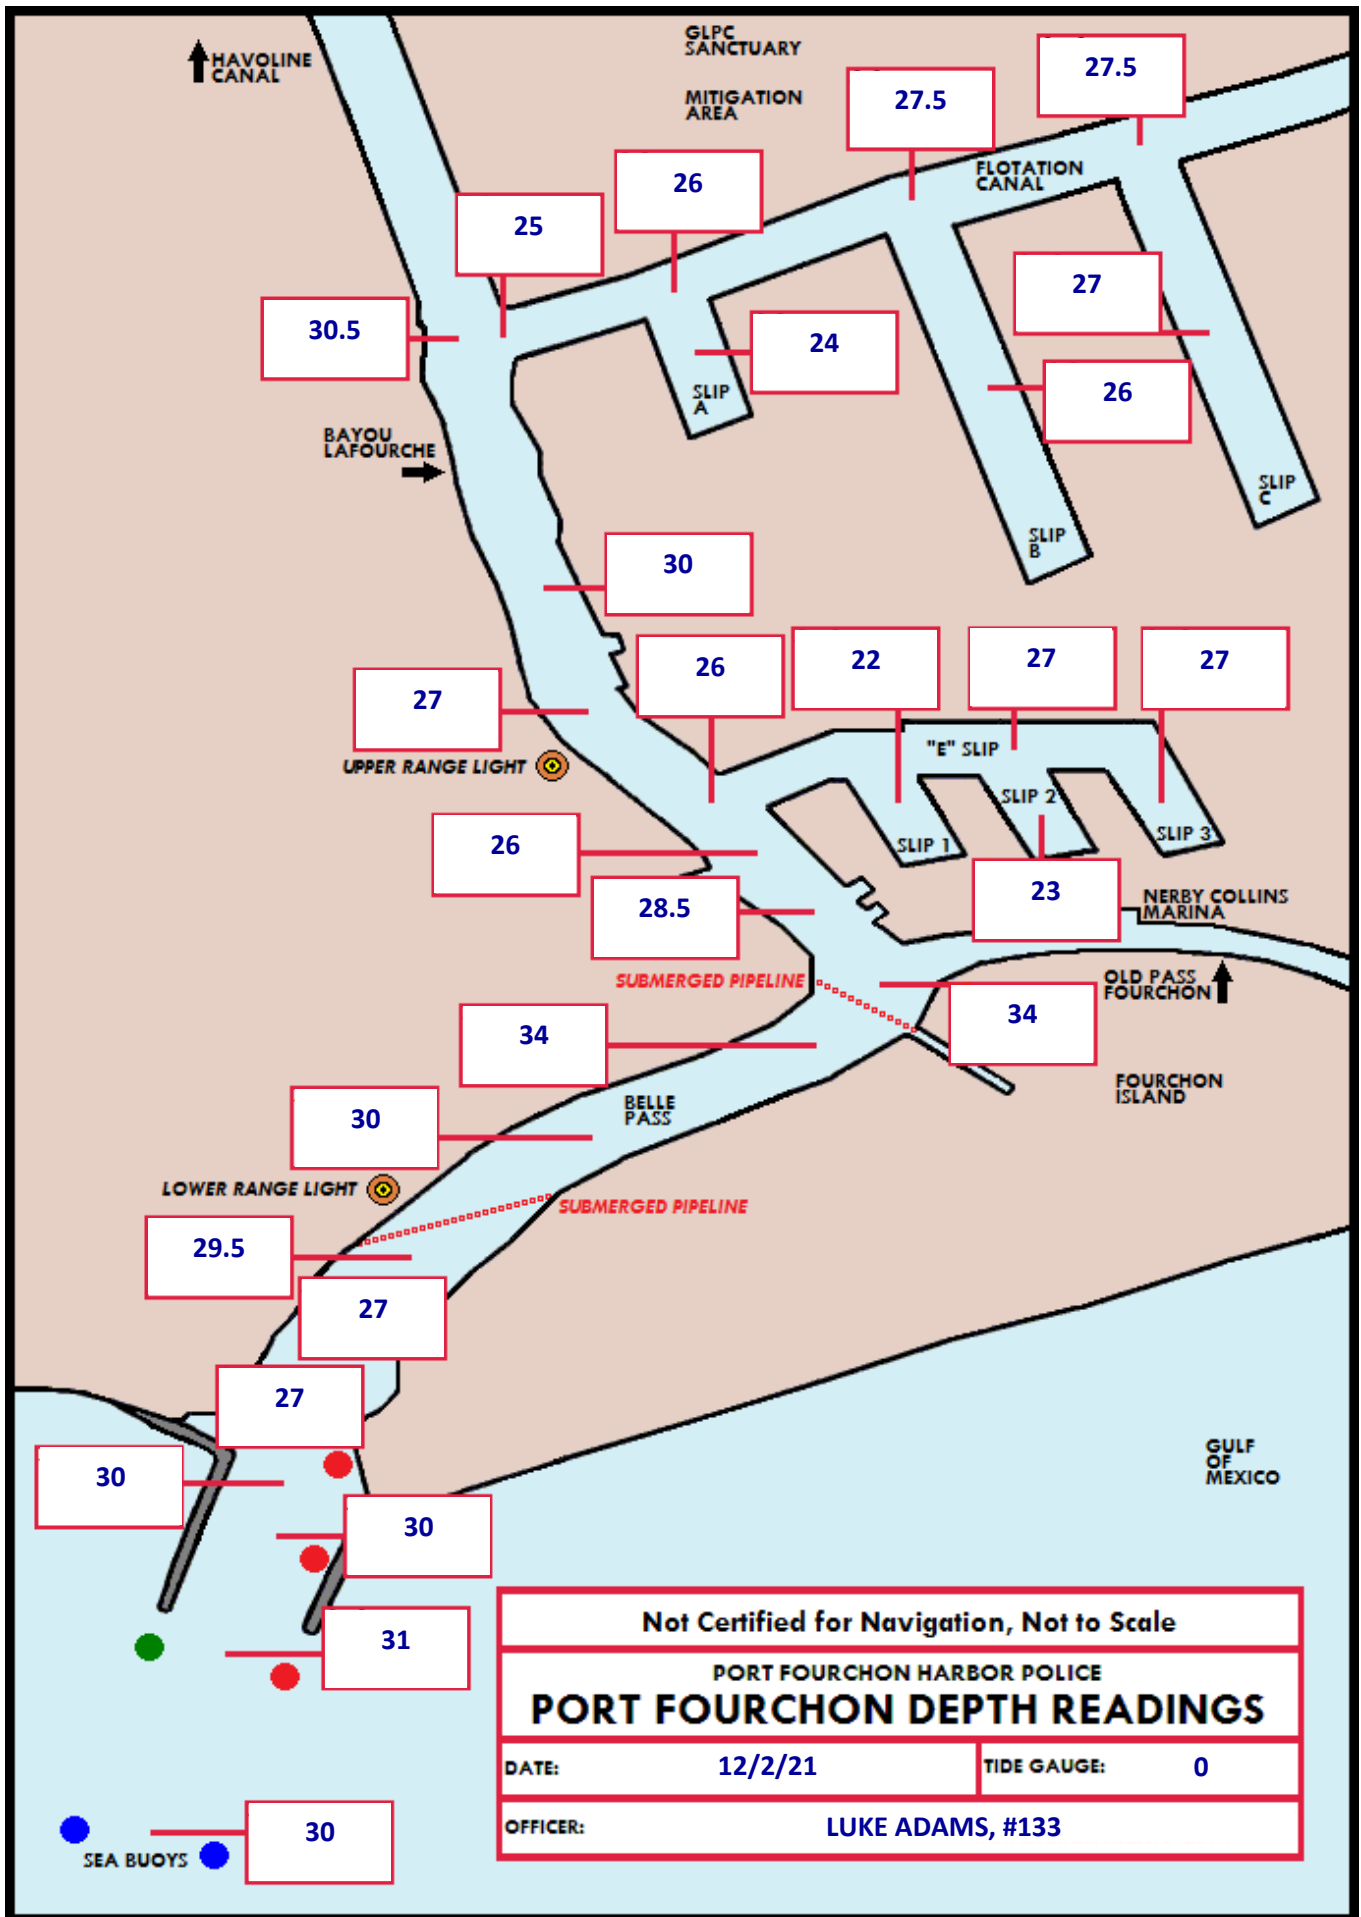 HAVOLINE
CANAL
GLPC
SANCTUARY
MITIGATION
AREA
27.5
27.5
FLOTATION
CANAL
26
25
27
30.5
24
26
SLIP
A
BAYOU
LAFOURCHE
SLIP
C
SLIP
B
30
26
22
27
27
27
"E" SLIP
UPPER RANGE LIGHT
SLIP 2
SLIP 1
SLIP 3
26
23
28.5
NERBY COLLINS
MARINA
SUBMERGED PIPELINE
OLD PASS
FOURCHON
34
34
FOURCHON
ISLAND
BELLE
PASS
30
LOWER RANGE LIGHT
SUBMERGED PIPELINE
29.5
27
27
GULF
OF
MEXICO
30
30
31
Not Certified for Navigation, Not to Scale
PORT FOURCHON HARBOR POLICE
PORT FOURCHON DEPTH READINGS
DATE: 12/2/21 TIDE GAUGE: 0
OFFICER: LUKE ADAMS, #133
30
SEA BUOYS